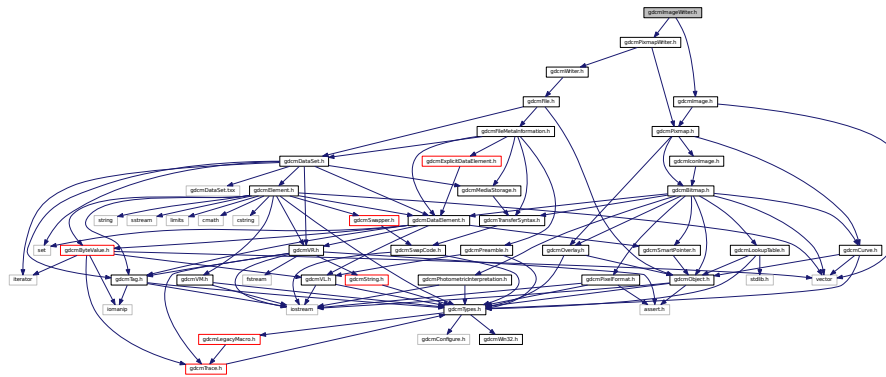 gdcmImageWriter.h
gdcmPixmapWriter.h
gdcmWriter.h
gdcmFile.h
gdcmImage.h
gdcmFileMetaInformation.h
gdcmPixmap.h
gdcmDataSet.h
gdcmExplicitDataElement.h
gdcmIconImage.h
gdcmDataSet.txx
gdcmElement.h
gdcmMediaStorage.h
gdcmBitmap.h
string
sstream
limits
cmath
cstring
gdcmSwapper.h
gdcmDataElement.h
gdcmTransferSyntax.h
set
gdcmByteValue.h
gdcmVR.h
gdcmSwapCode.h
gdcmPreamble.h
gdcmOverlay.h
gdcmSmartPointer.h
gdcmLookupTable.h
gdcmCurve.h
iterator
gdcmTag.h
gdcmVM.h
fstream
gdcmVL.h
gdcmString.h
gdcmPhotometricInterpretation.h
gdcmPixelFormat.h
gdcmObject.h
stdlib.h
vector
iomanip
iostream
gdcmTypes.h
assert.h
gdcmLegacyMacro.h
gdcmConfigure.h
gdcmWin32.h
gdcmTrace.h